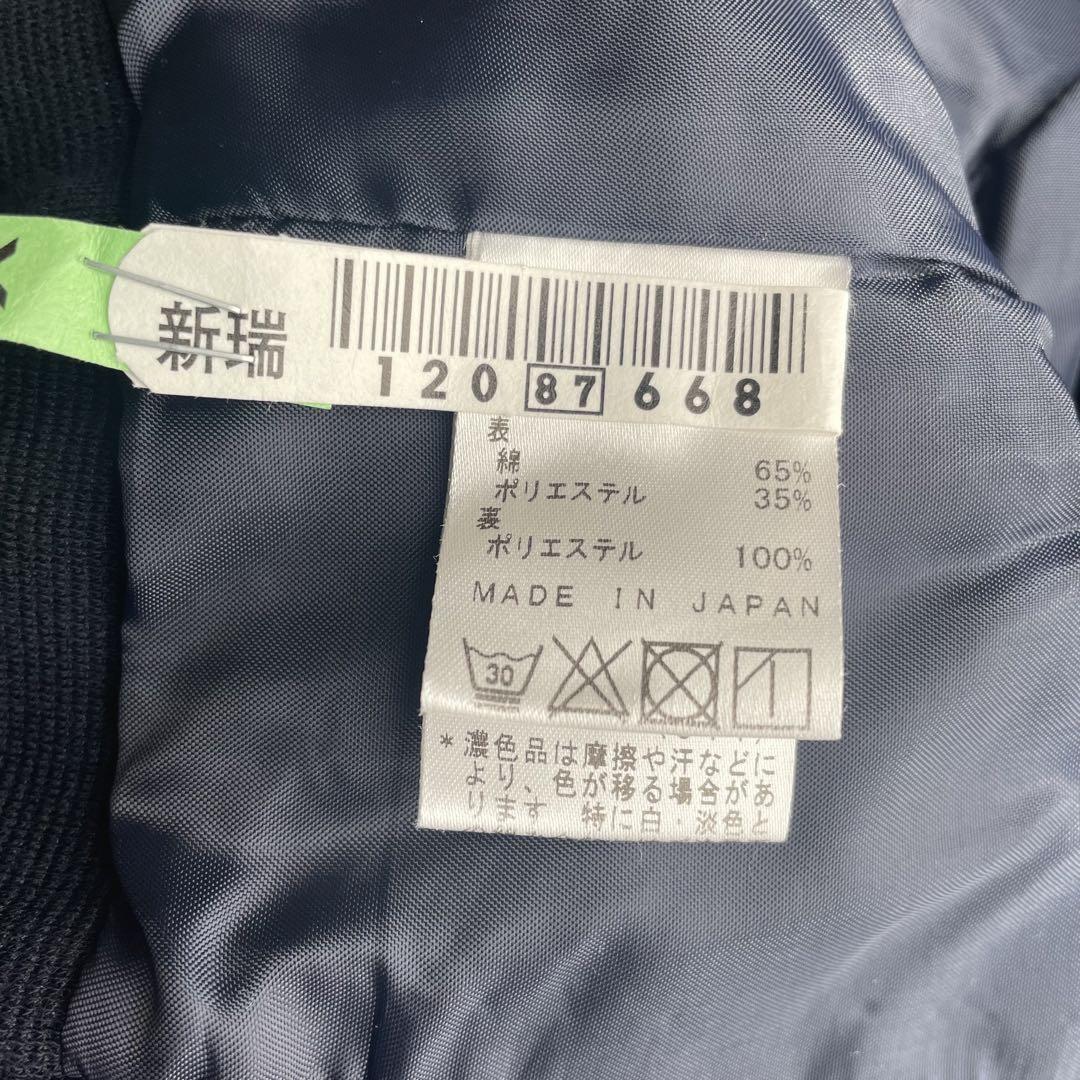 新瑞
120 87 668
表
綿 65%
ポリエステル 35%
裏
ポリエステル 100%
MADE IN JAPAN
30
*濃色品は摩擦や汗などに
より、色が移る場合があ
ります 特に白・淡色と